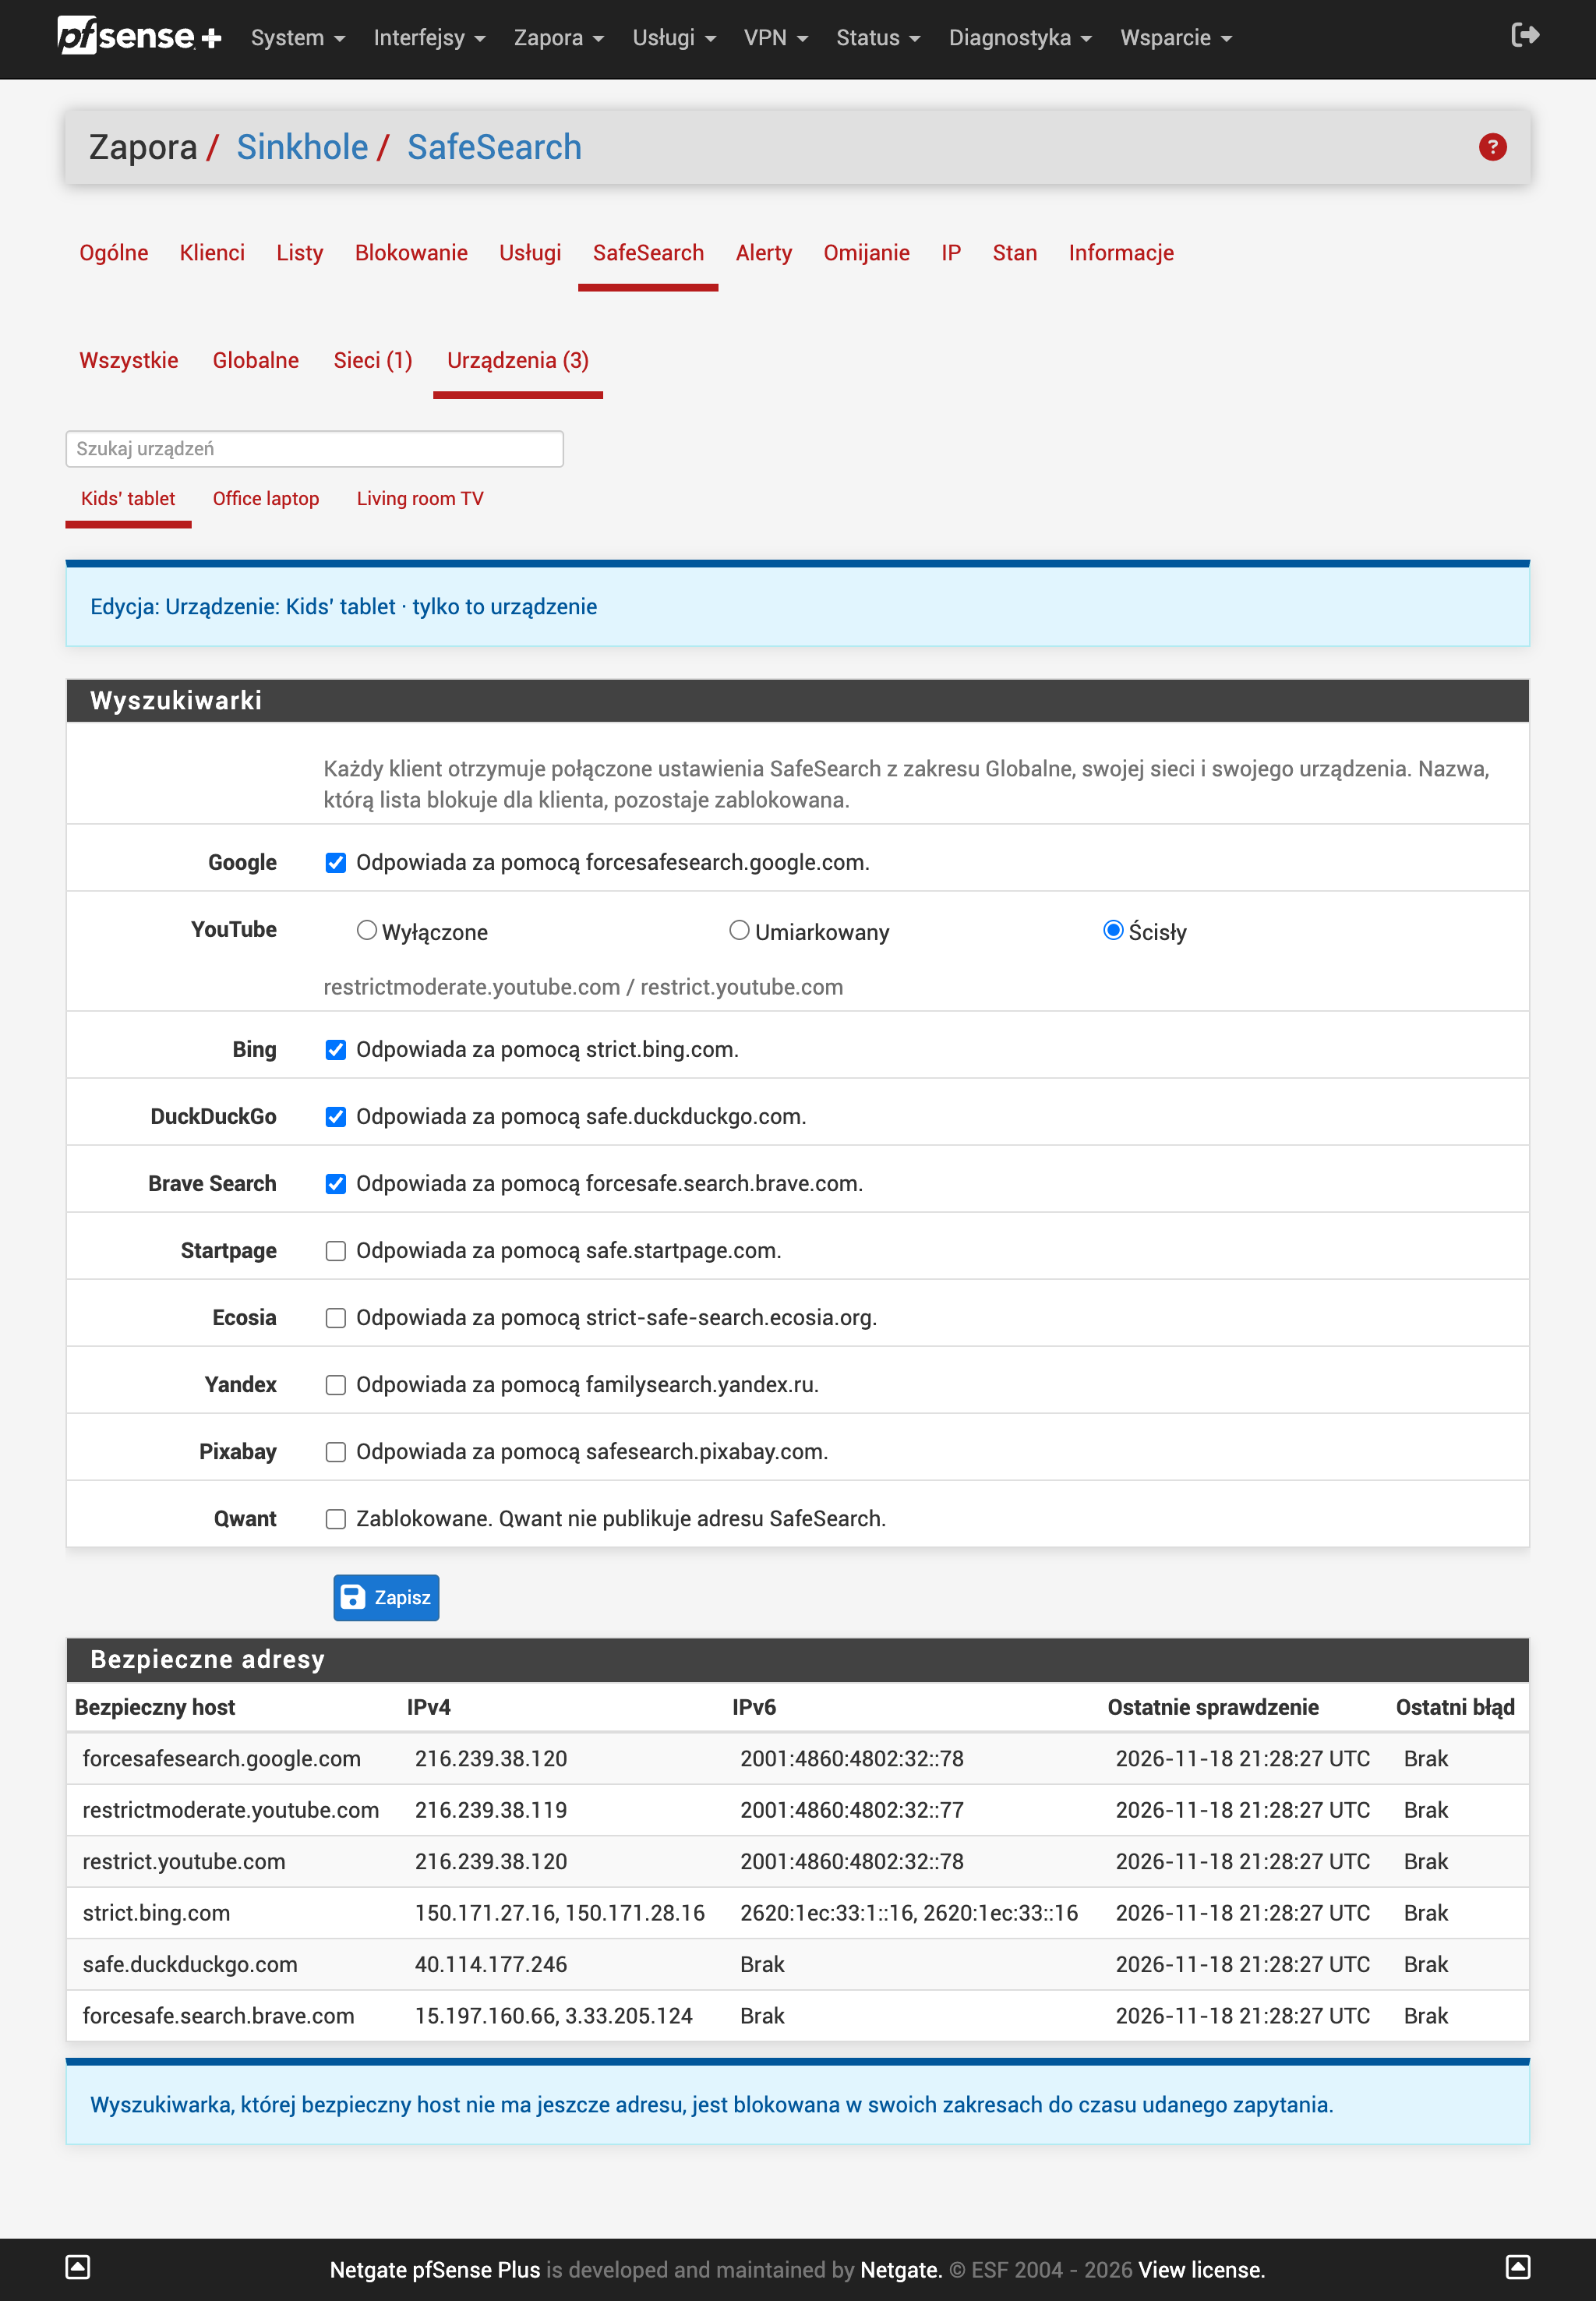 pfsense +
System
Interfejsy
Zapora
Usługi
VPN
Status
Diagnostyka
Wsparcie
Zapora / Sinkhole / SafeSearch
?
Ogólne Klienci Listy Blokowanie Usługi SafeSearch Alerty Omijanie IP Stan Informacje
Wszystkie Globalne Sieci (1) Urządzenia (3)
Szukaj urządzeń
Kids' tablet Office laptop Living room TV
Edycja: Urządzenie: Kids' tablet · tylko to urządzenie
Wyszukiwarki
Każdy klient otrzymuje połączone ustawienia SafeSearch z zakresu Globalne, swojej sieci i swojego urządzenia. Nazwa,
którą lista blokuje dla klienta, pozostaje zablokowana.
Google Odpowiada za pomocą forcesafesearch.google.com.
YouTube Wyłączone Umiarkowany Ścisły
restrictmoderate.youtube.com / restrict.youtube.com
Bing Odpowiada za pomocą strict.bing.com.
DuckDuckGo Odpowiada za pomocą safe.duckduckgo.com.
Brave Search Odpowiada za pomocą forcesafe.search.brave.com.
Startpage Odpowiada za pomocą safe.startpage.com.
Ecosia Odpowiada za pomocą strict-safe-search.ecosia.org.
Yandex Odpowiada za pomocą familysearch.yandex.ru.
Pixabay Odpowiada za pomocą safesearch.pixabay.com.
Qwant Zablokowane. Qwant nie publikuje adresu SafeSearch.
Zapisz
Bezpieczne adresy
Bezpieczny host IPv4 IPv6 Ostatnie sprawdzenie Ostatni błąd
forcesafesearch.google.com 216.239.38.120 2001:4860:4802:32::78 2026-11-18 21:28:27 UTC Brak
restrictmoderate.youtube.com 216.239.38.119 2001:4860:4802:32::77 2026-11-18 21:28:27 UTC Brak
restrict.youtube.com 216.239.38.120 2001:4860:4802:32::78 2026-11-18 21:28:27 UTC Brak
strict.bing.com 150.171.27.16, 150.171.28.16 2620:1ec:33:1::16, 2620:1ec:33::16 2026-11-18 21:28:27 UTC Brak
safe.duckduckgo.com 40.114.177.246 Brak 2026-11-18 21:28:27 UTC Brak
forcesafe.search.brave.com 15.197.160.66, 3.33.205.124 Brak 2026-11-18 21:28:27 UTC Brak
Wyszukiwarka, której bezpieczny host nie ma jeszcze adresu, jest blokowana w swoich zakresach do czasu udanego zapytania.
Netgate pfSense Plus is developed and maintained by Netgate. © ESF 2004 - 2026 View license.